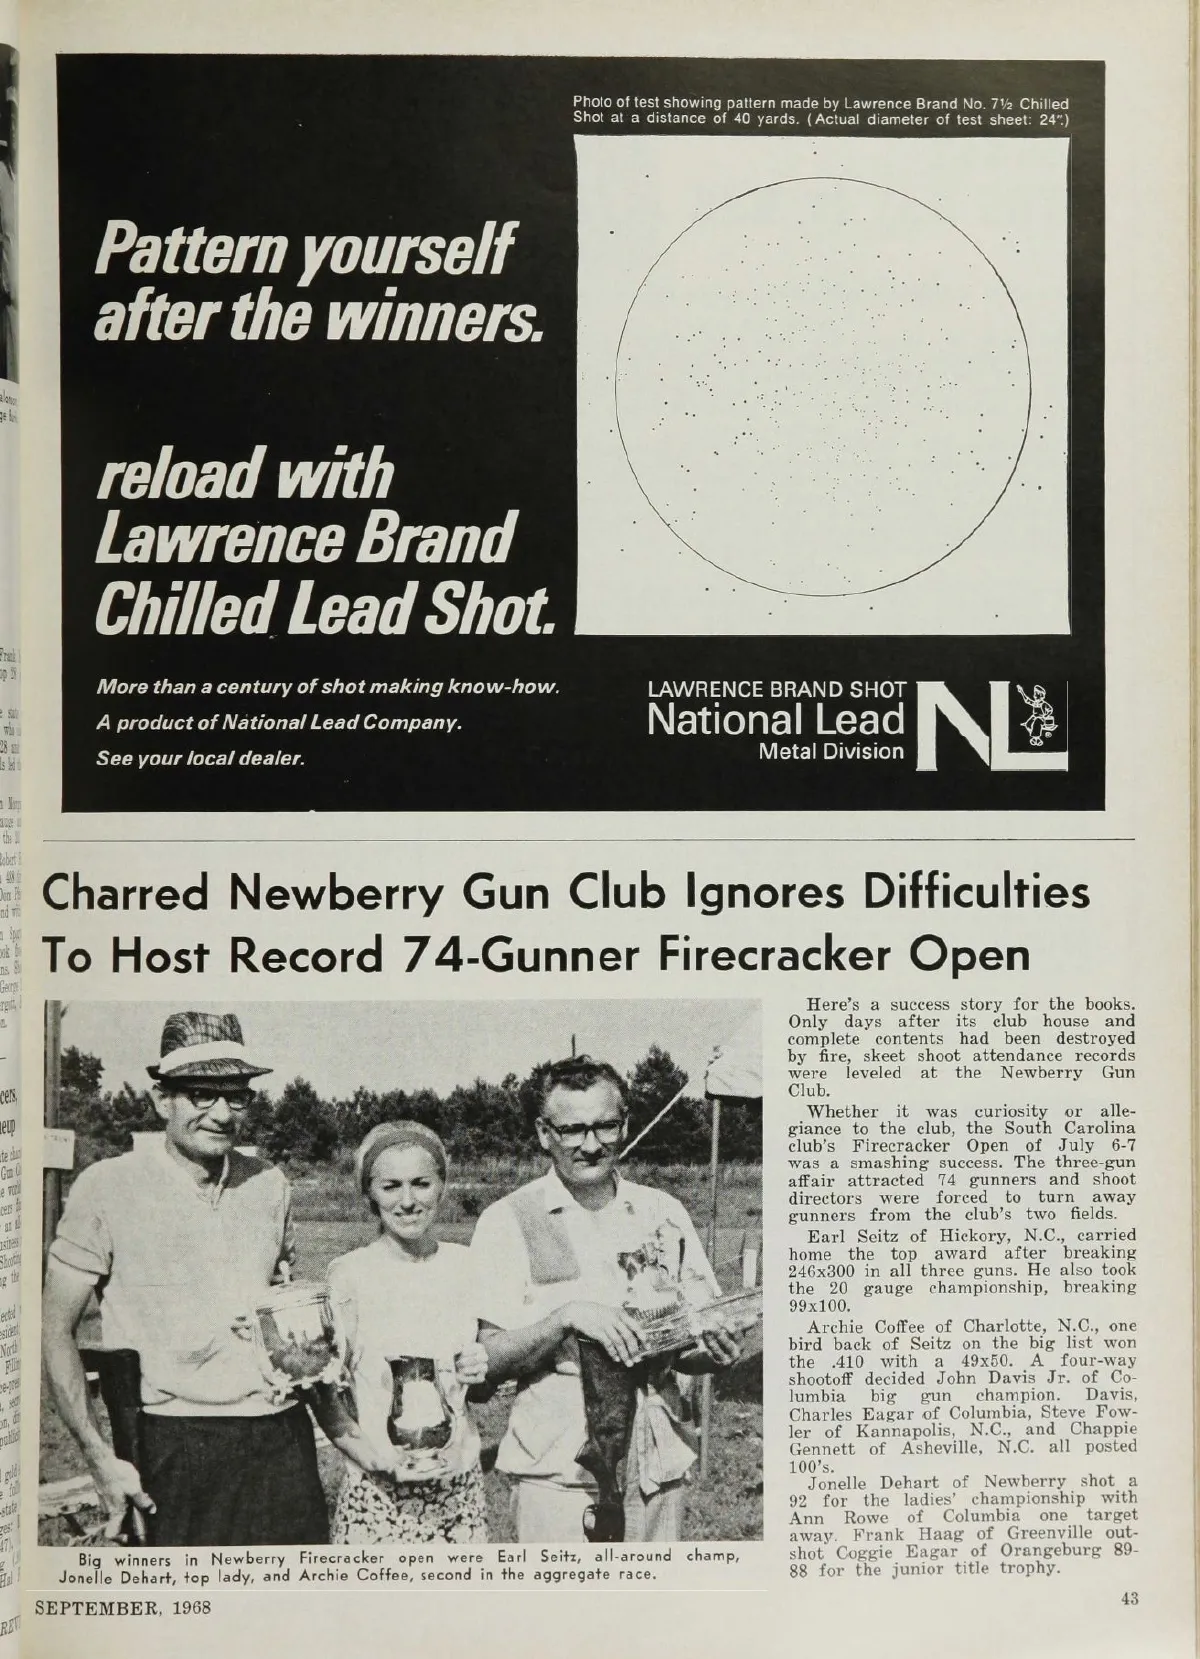 Photo of test showing pattern made by Lawrence Brand No. 7½ Chilled
Shot at a distance of 40 yards. (Actual diameter of test sheet: 24".)
Pattern yourself
after the winners.
reload with
Lawrence Brand
Chilled Lead Shot.
More than a century of shot making know-how.
A product of National Lead Company.
See your local dealer.
LAWRENCE BRAND SHOT
National Lead
Metal Division
NL
Charred Newberry Gun Club Ignores Difficulties
To Host Record 74-Gunner Firecracker Open
Here's a success story for the books.
Only days after its club house and
complete contents had been destroyed
by fire, skeet shoot attendance records
were leveled at the Newberry Gun
Club.
Whether it was curiosity or alle-
giance to the club, the South Carolina
club's Firecracker Open of July 6-7
was a smashing success. The three-gun
affair attracted 74 gunners and shoot
directors were forced to turn away
gunners from the club's two fields.
Earl Seitz of Hickory, N.C., carried
home the top award after breaking
246x300 in all three guns. He also took
the 20 gauge championship, breaking
99x100.
Archie Coffee of Charlotte, N.C., one
bird back of Seitz on the big list won
the .410 with a 49x50. A four-way
shootoff decided John Davis Jr. of Co-
lumbia big gun champion. Davis,
Charles Eagar of Columbia, Steve Fow-
ler of Kannapolis, N.C., and Chappie
Gennett of Asheville, N.C. all posted
100's.
Jonelle Dehart of Newberry shot a
92 for the ladies' championship with
Ann Rowe of Columbia one target
away. Frank Haag of Greenville out-
shot Coggie Eagar of Orangeburg 89-
88 for the junior title trophy.
Big winners in Newberry Firecracker open were Earl Seitz, all-around champ,
Jonelle Dehart, top lady, and Archie Coffee, second in the aggregate race.
SEPTEMBER, 1968
43